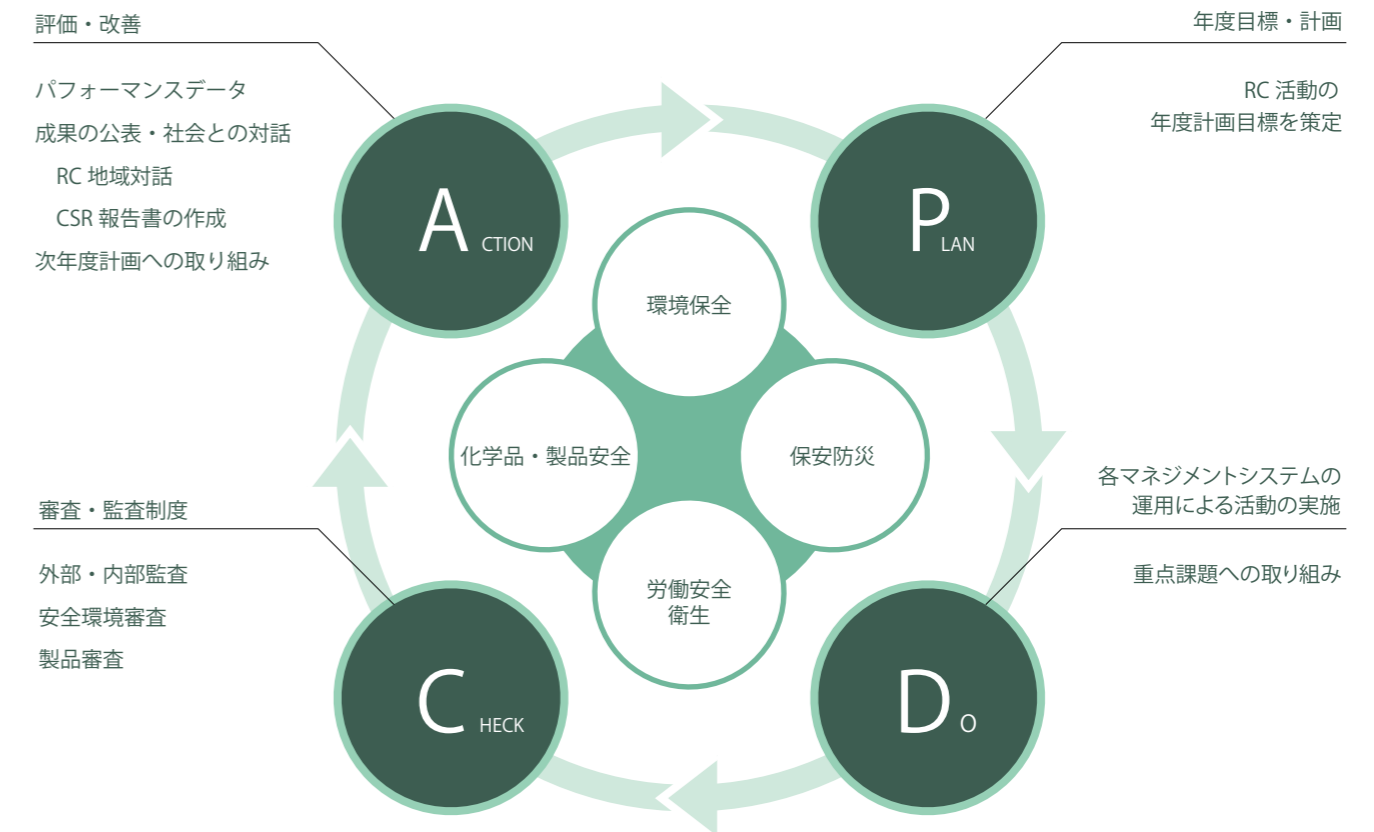 評価・改善
パフォーマンスデータ
成果の公表・社会との対話
RC 地域対話
CSR 報告書の作成
次年度計画への取り組み
年度目標・計画
RC 活動の
年度計画目標を策定
ACTION
PLAN
環境保全
化学品・製品安全
保安防災
労働安全
衛生
審査・監査制度
外部・内部監査
安全環境審査
製品審査
各マネジメントシステムの
運用による活動の実施
重点課題への取り組み
CHECK
DO